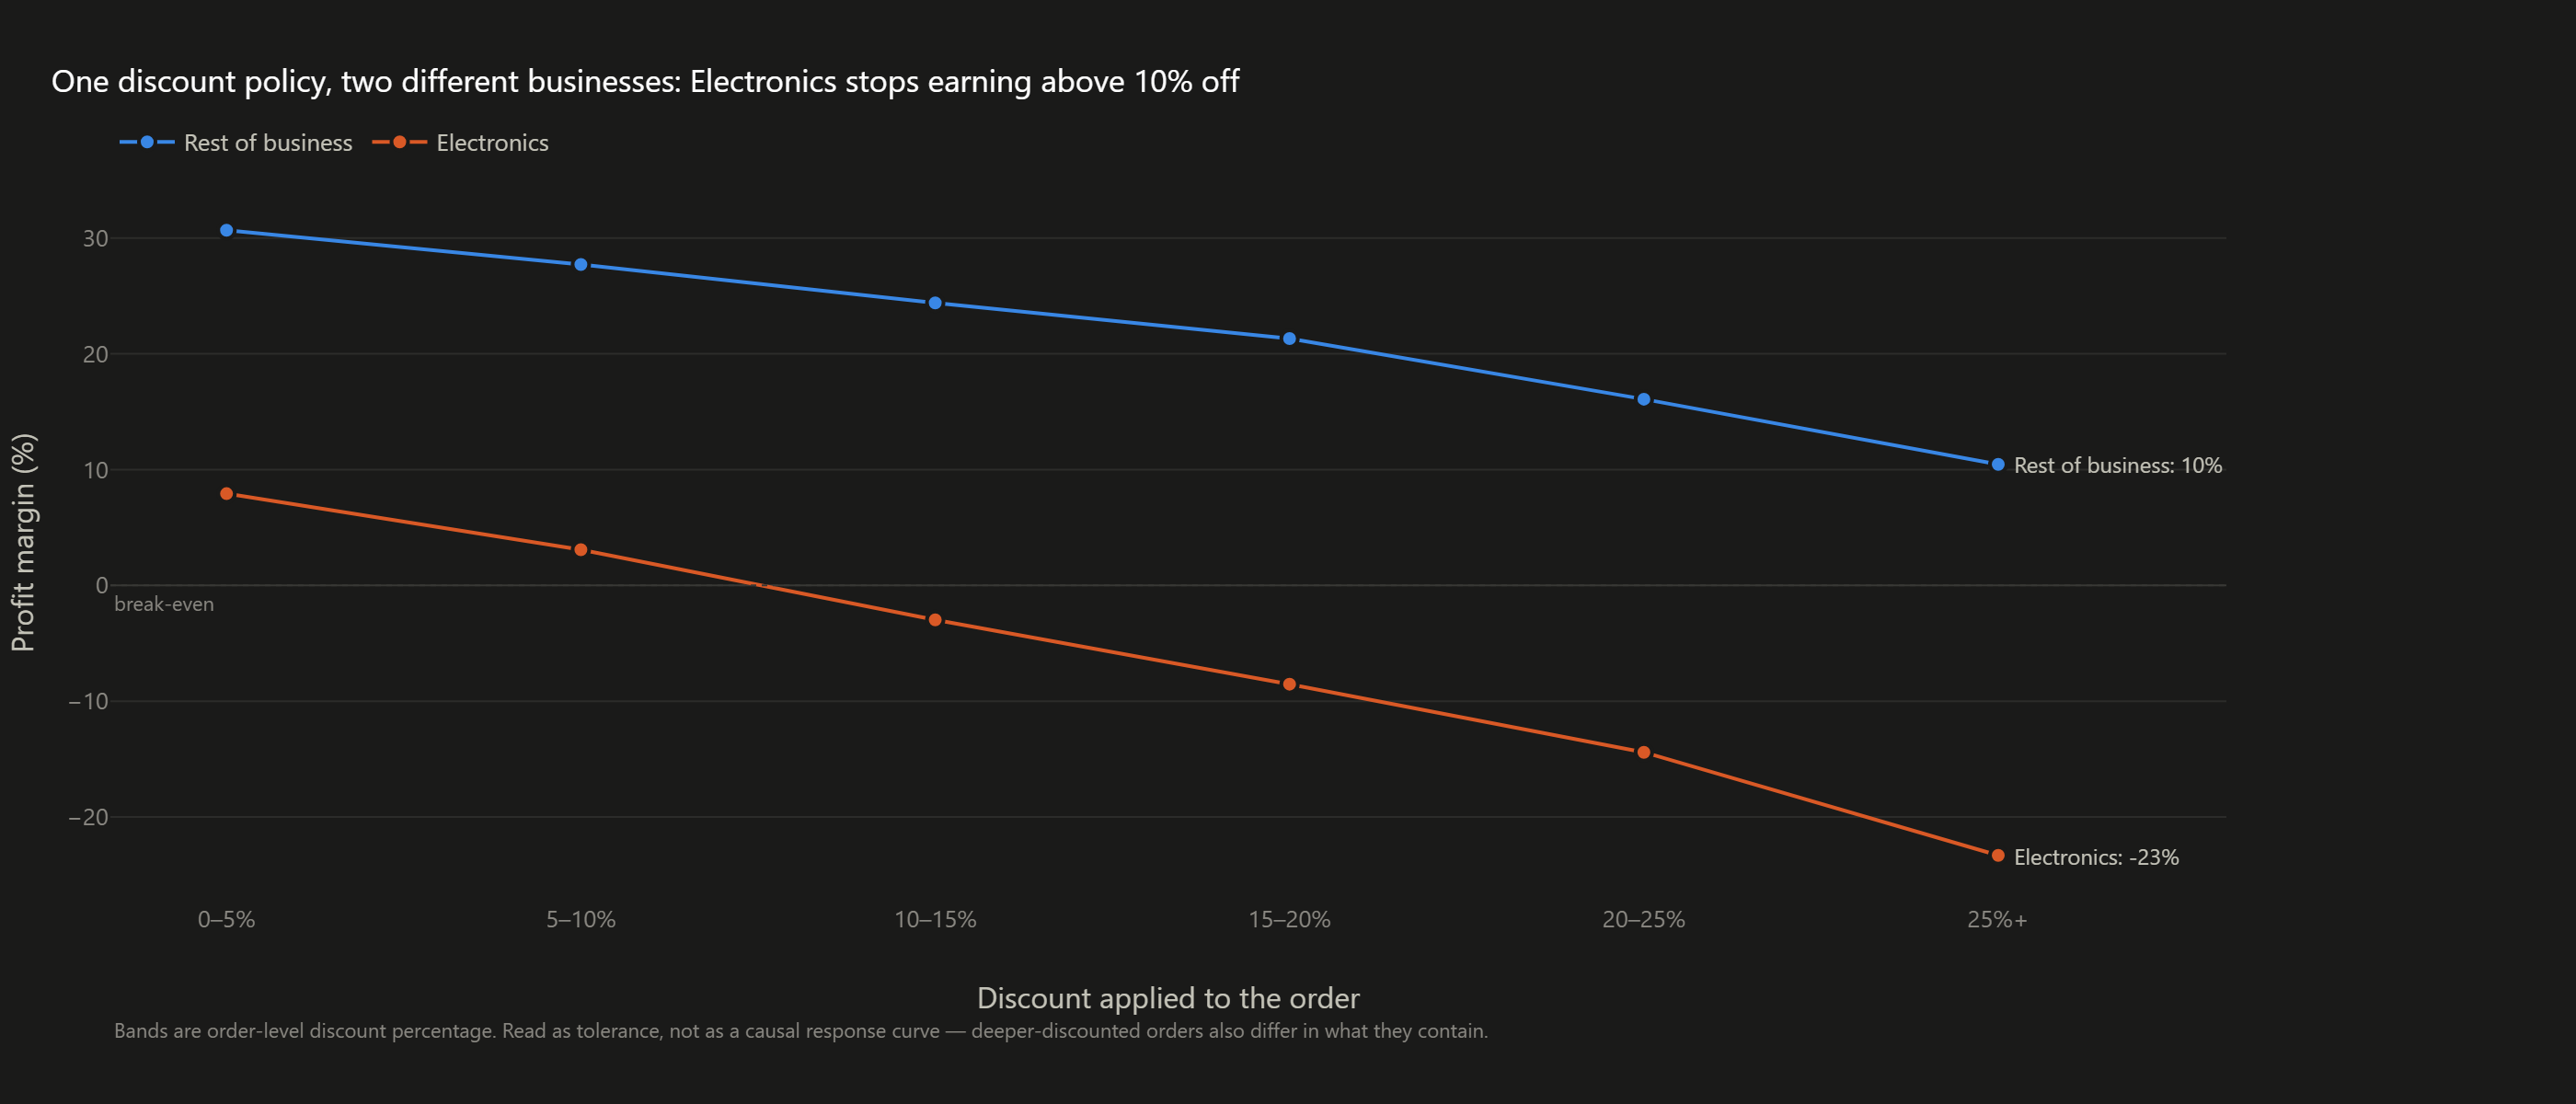 One discount policy, two different businesses: Electronics stops earning above 10% off
Rest of business
Electronics
30
20
10
0
−10
−20
Profit margin (%)
break-even
Rest of business: 10%
Electronics: -23%
0–5%
5–10%
10–15%
15–20%
20–25%
25%+
Discount applied to the order
Bands are order-level discount percentage. Read as tolerance, not as a causal response curve — deeper-discounted orders also differ in what they contain.